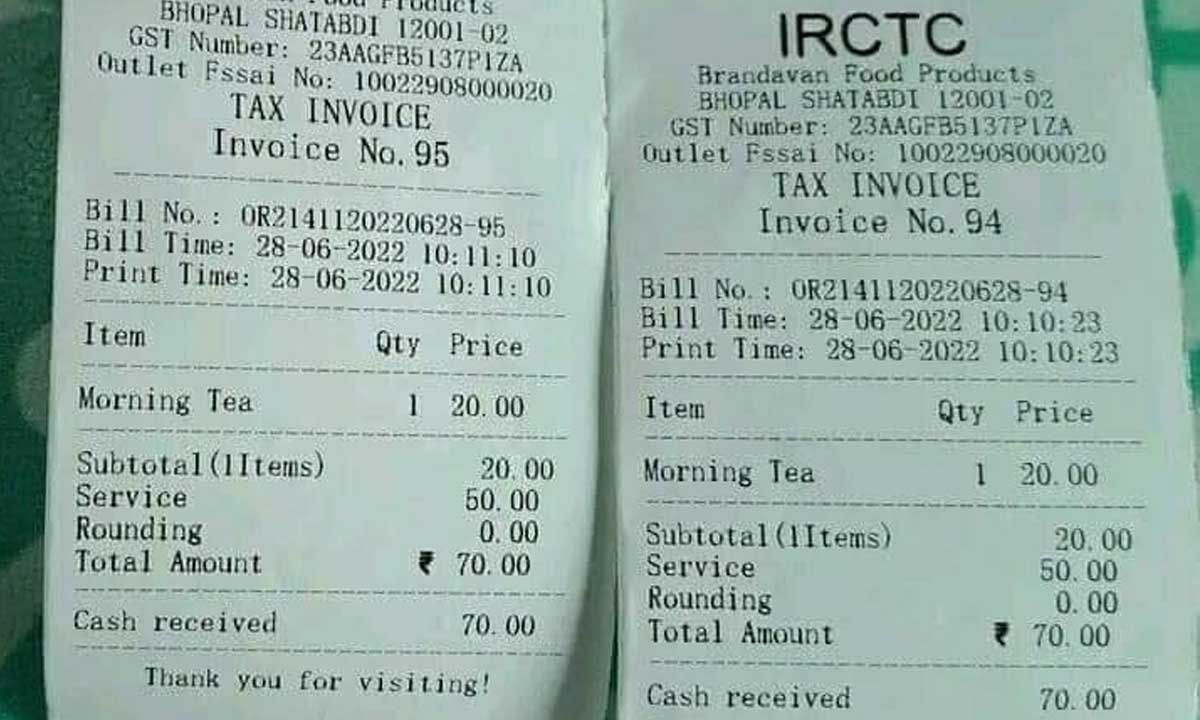 Food Products
BHOPAL SHATABDI 12001-02
GST Number: 23AAGFB5137P1ZA
Outlet Fssai No: 10022908000020
TAX INVOICE
Invoice No.95
Bill No.: OR2141120220628-95
Bill Time: 28-06-2022 10:11:10
Print Time: 28-06-2022 10:11:10
Item Qty Price
Morning Tea 1 20.00
Subtotal(1Items) 20.00
Service 50.00
Rounding 0.00
Total Amount ₹ 70.00
Cash received 70.00
Thank you for visiting!
IRCTC
Brandavan Food Products
BHOPAL SHATABDI 12001-02
GST Number: 23AAGFB5137P1ZA
Outlet Fssai No: 10022908000020
TAX INVOICE
Invoice No.94
Bill No.: OR2141120220628-94
Bill Time: 28-06-2022 10:10:23
Print Time: 28-06-2022 10:10:23
Item Qty Price
Morning Tea 1 20.00
Subtotal(1Items) 20.00
Service 50.00
Rounding 0.00
Total Amount ₹ 70.00
Cash received 70.00